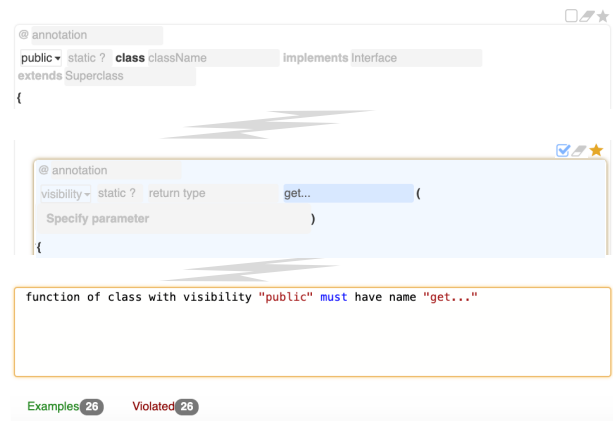 @ annotation
public static ? class className implements Interface
extends Superclass
{
@ annotation
visibility static ? return type get... (
Specify parameter )
{
function of class with visibility "public" must have name "get..."
Examples 26 Violated 26